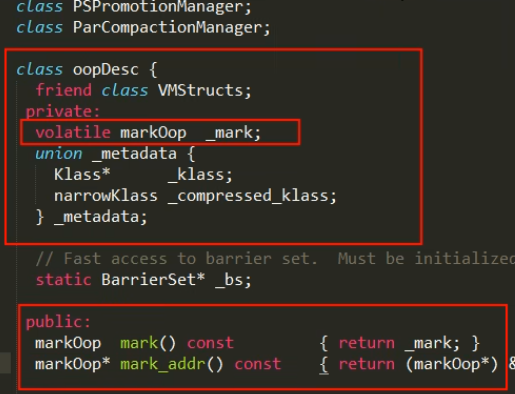 class PSPromotionManager;
class ParCompactionManager;
class oopDesc {
friend class VMStructs;
private:
volatile markOop _mark;
union _metadata {
Klass* _klass;
narrowKlass _compressed_klass;
} _metadata;
// Fast access to barrier set. Must be initialized
static BarrierSet* _bs;
public:
markOop mark() const { return _mark; }
markOop* mark_addr() const { return (markOop*) &